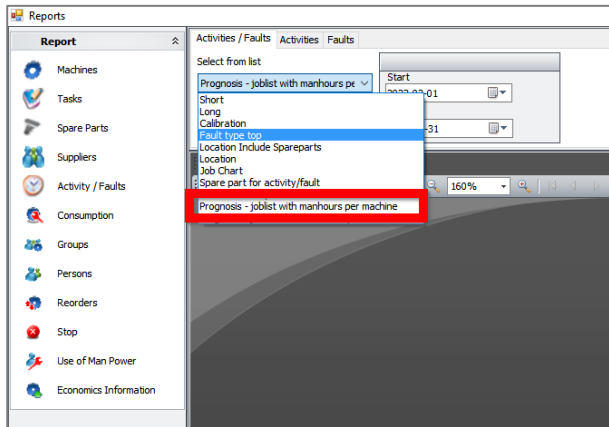 Reports
Report
Machines
Tasks
Spare Parts
Suppliers
Activity / Faults
Consumption
Groups
Persons
Reorders
Stop
Use of Man Power
Economics Information
Activities / Faults Activities Faults
Select from list
Prognosis - joblist with manhours pe
Short
Long
Calibration
Fault type top
Location Include Spareparts
Location
Job Chart
Spare part for activity/fault
Prognosis - joblist with manhours per machine
Start
-01
-31
160%